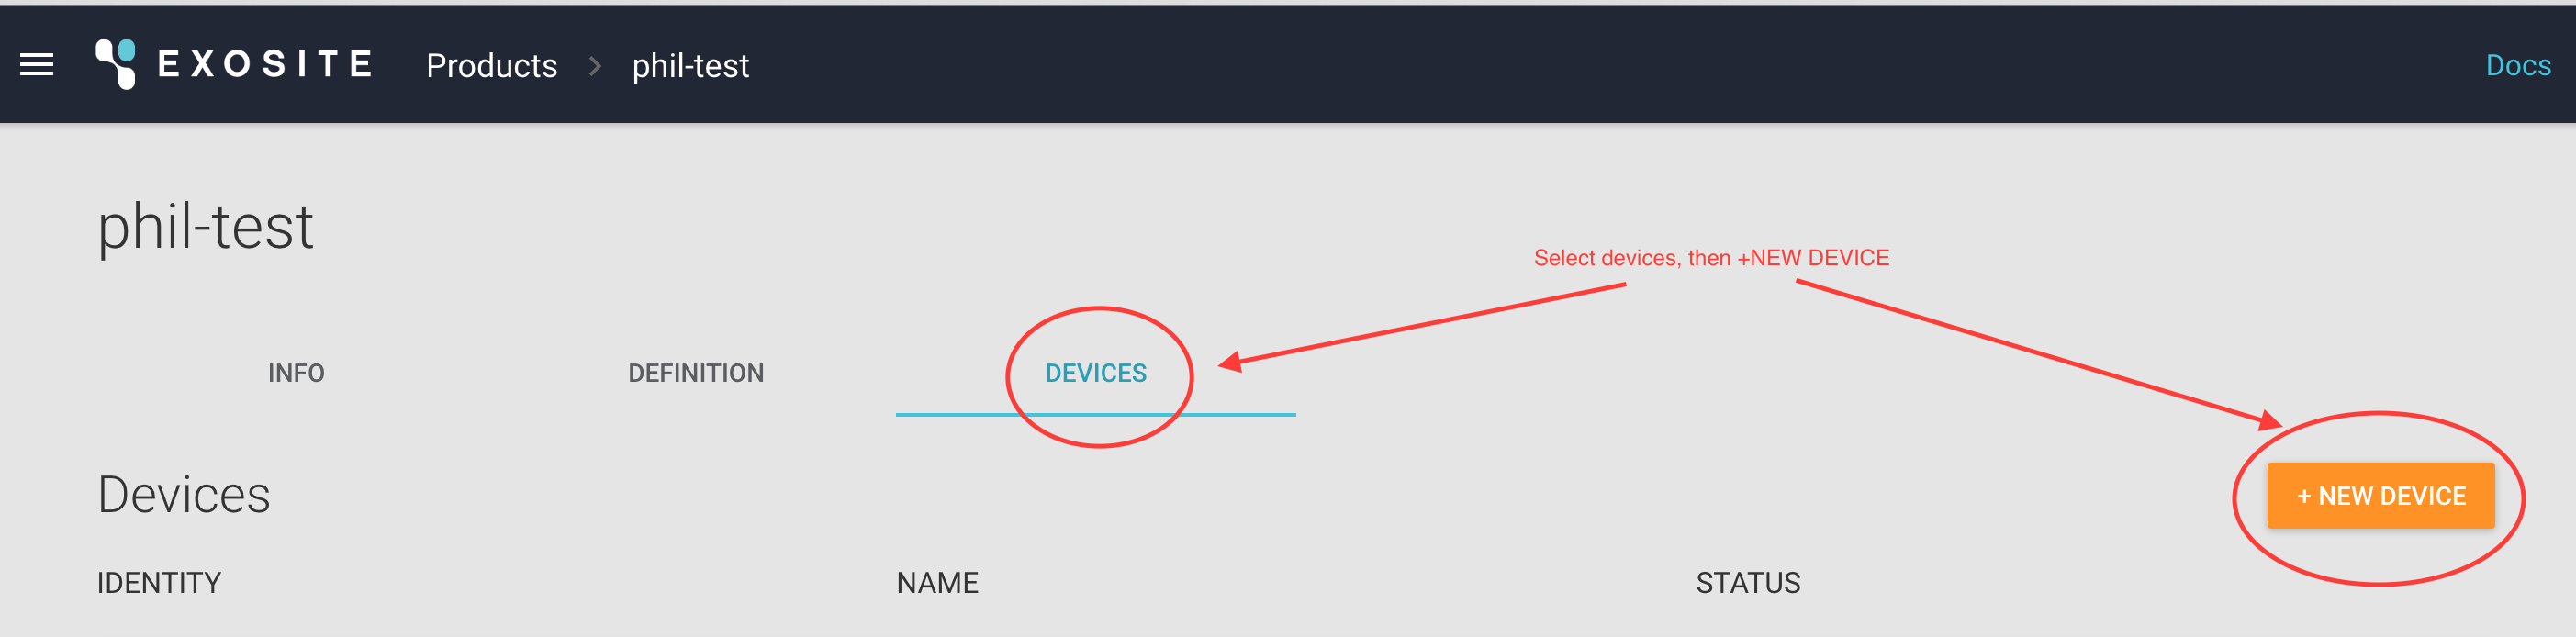 EXOSITE Products > phil-test Docs
phil-test
Select devices, then +NEW DEVICE
INFO DEFINITION DEVICES
Devices + NEW DEVICE
IDENTITY NAME STATUS